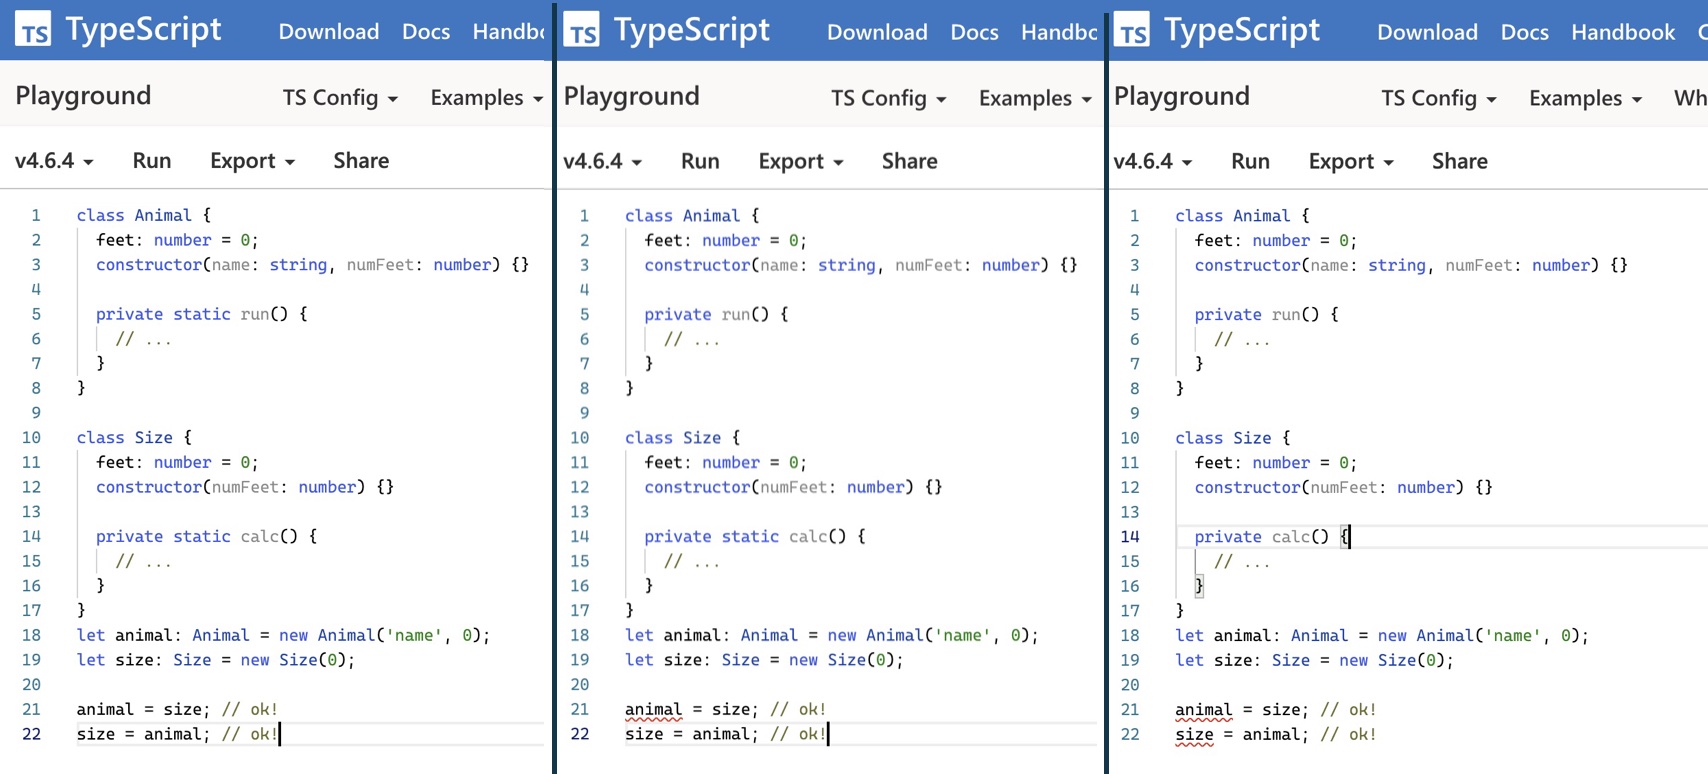 TS TypeScript Download Docs Handbo
Playground TS Config Examples
v4.6.4 Run Export Share
1 class Animal {
2 feet: number = 0;
3 constructor(name: string, numFeet: number) {}
4
5 private static run() {
6 // ...
7 }
8 }
9
10 class Size {
11 feet: number = 0;
12 constructor(numFeet: number) {}
13
14 private static calc() {
15 // ...
16 }
17 }
18 let animal: Animal = new Animal('name', 0);
19 let size: Size = new Size(0);
20
21 animal = size; // ok!
22 size = animal; // ok!
TS TypeScript Download Docs Handbo
Playground TS Config Examples
v4.6.4 Run Export Share
1 class Animal {
2 feet: number = 0;
3 constructor(name: string, numFeet: number) {}
4
5 private run() {
6 // ...
7 }
8 }
9
10 class Size {
11 feet: number = 0;
12 constructor(numFeet: number) {}
13
14 private static calc() {
15 // ...
16 }
17 }
18 let animal: Animal = new Animal('name', 0);
19 let size: Size = new Size(0);
20
21 animal = size; // ok!
22 size = animal; // ok!
TS TypeScript Download Docs Handbook
Playground TS Config Examples Wh
v4.6.4 Run Export Share
1 class Animal {
2 feet: number = 0;
3 constructor(name: string, numFeet: number) {}
4
5 private run() {
6 // ...
7 }
8 }
9
10 class Size {
11 feet: number = 0;
12 constructor(numFeet: number) {}
13
14 private calc() {
15 // ...
16 }
17 }
18 let animal: Animal = new Animal('name', 0);
19 let size: Size = new Size(0);
20
21 animal = size; // ok!
22 size = animal; // ok!